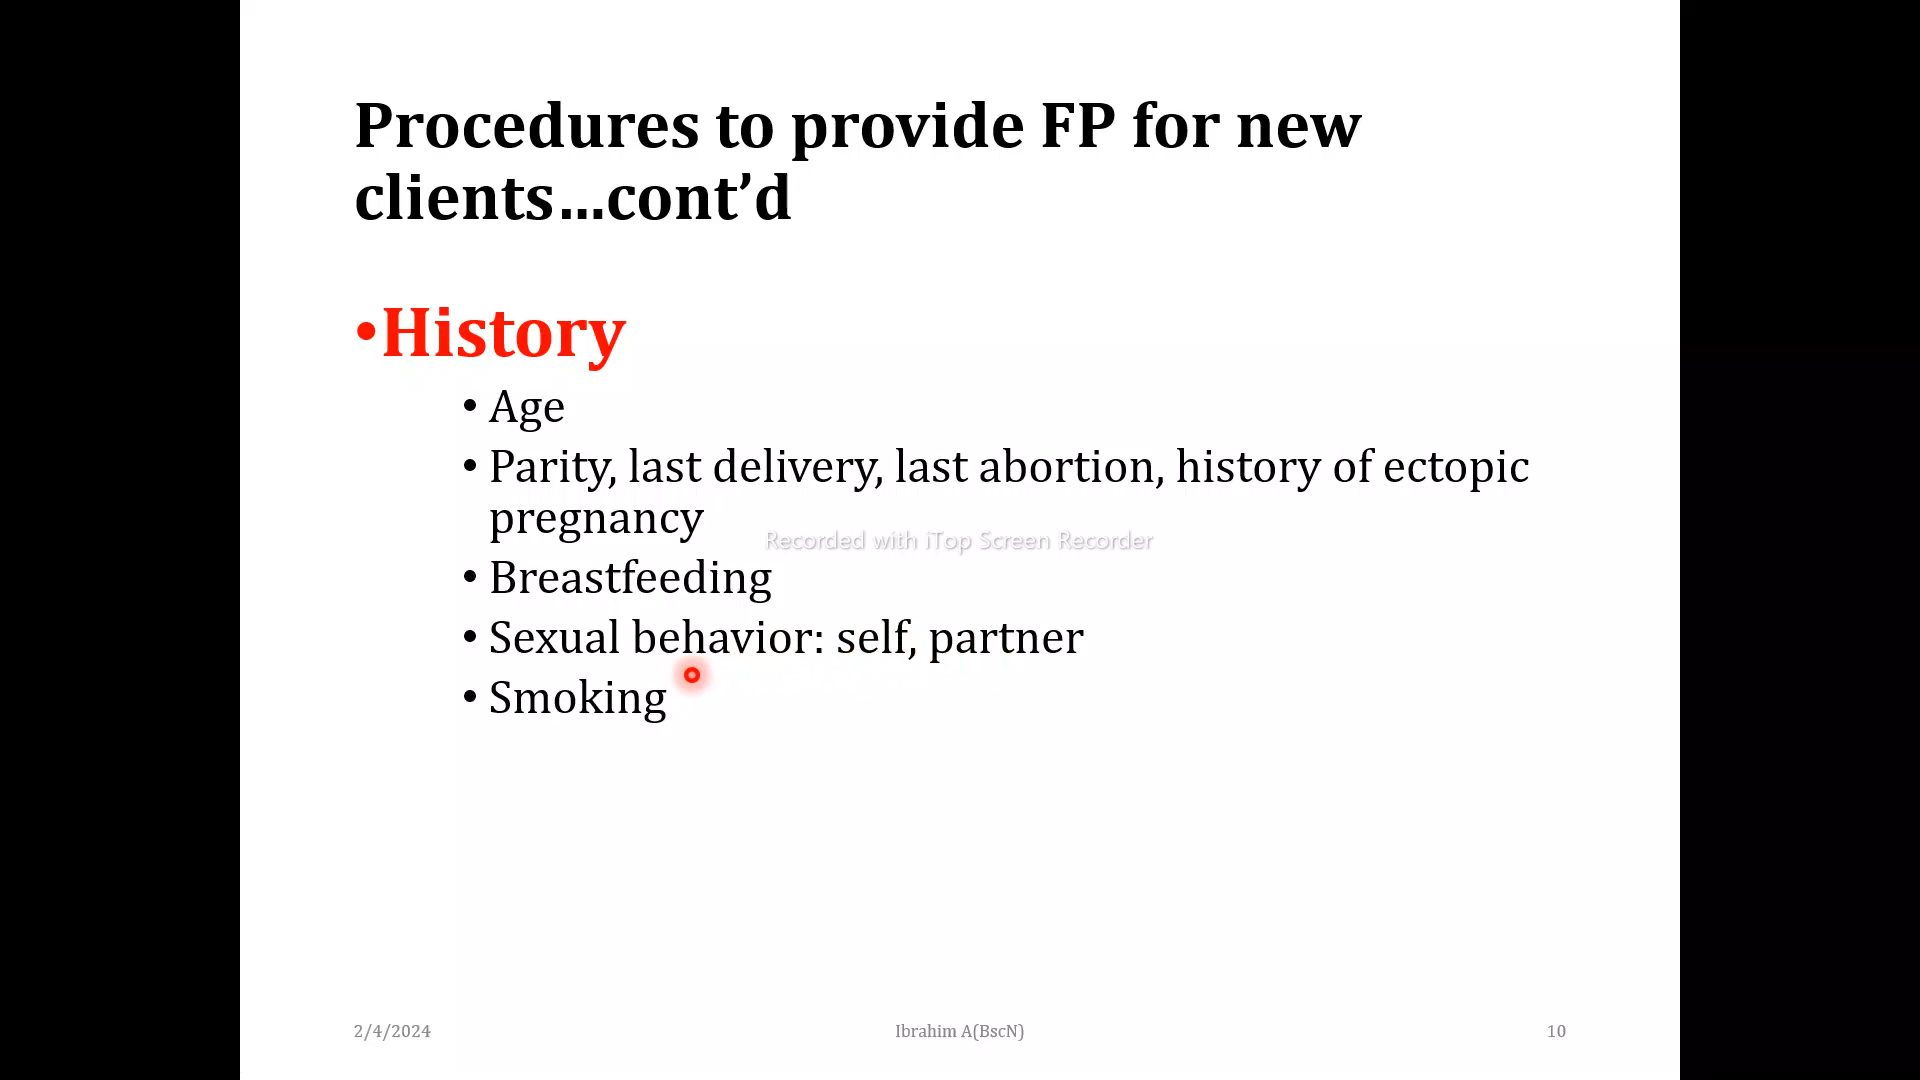 Procedures to provide FP for new
clients...cont’d
•History
• Age
• Parity, last delivery, last abortion, history of ectopic
pregnancy
Recorded with iTop Screen Recorder
• Breastfeeding
• Sexual behavior: self, partner
• Smoking
2/4/2024
Ibrahim A(BscN)
10